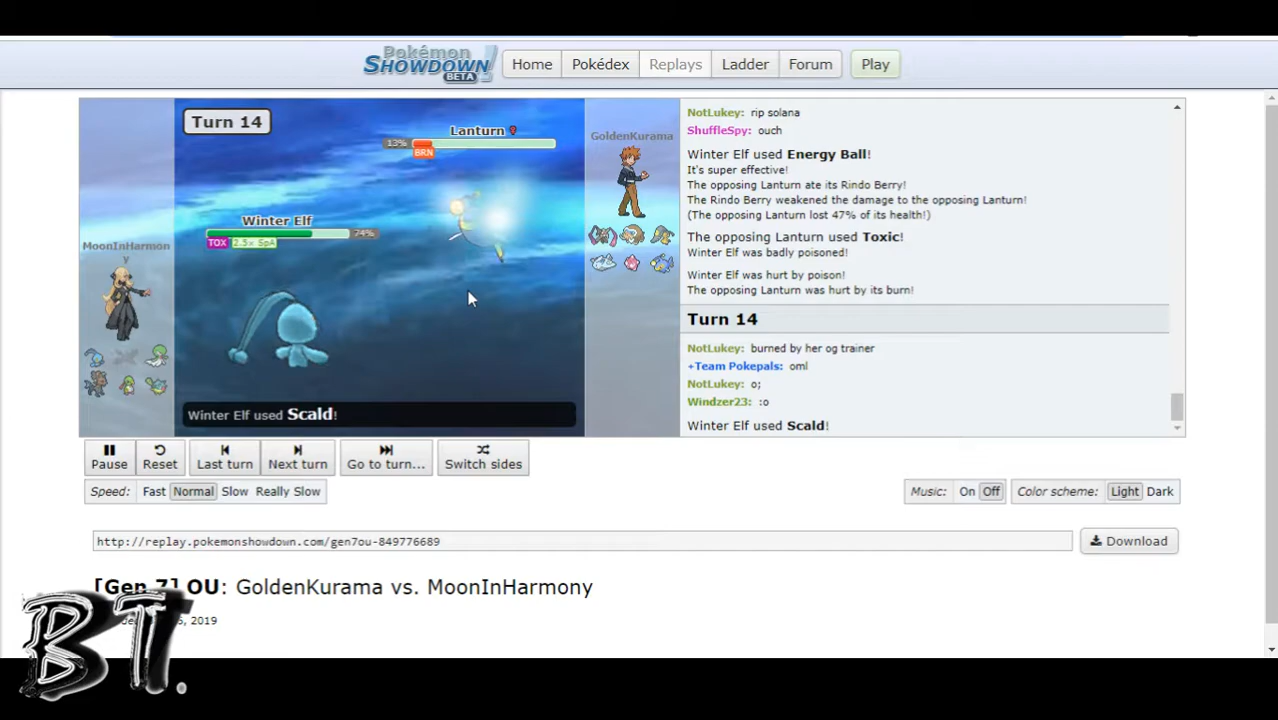 Pokémon
SHOWDOWN!
BETA
Home
Pokédex
Replays
Ladder
Forum
Play
Turn 14
Lanturn
13%
BRN
Winter Elf
74%
TOX 2.5× SpA
Winter Elf used Scald!
MoonInHarmon
y
GoldenKurama
NotLukey: rip solana
ShuffleSpy: ouch
Winter Elf used Energy Ball!
It's super effective!
The opposing Lanturn ate its Rindo Berry!
The Rindo Berry weakened the damage to the opposing Lanturn!
(The opposing Lanturn lost 47% of its health!)
The opposing Lanturn used Toxic!
Winter Elf was badly poisoned!
Winter Elf was hurt by poison!
The opposing Lanturn was hurt by its burn!
Turn 14
NotLukey: burned by her og trainer
+Team Pokepals: oml
NotLukey: o;
Windzer23: :o
Winter Elf used Scald!
Pause
Reset
Last turn
Next turn
Go to turn...
Switch sides
Speed: Fast Normal Slow Really Slow
Music: On Off
Color scheme: Light Dark
http://replay.pokemonshowdown.com/gen7ou-849776689
Download
[Gen 7] OU: GoldenKurama vs. MoonInHarmony
2019
BT.